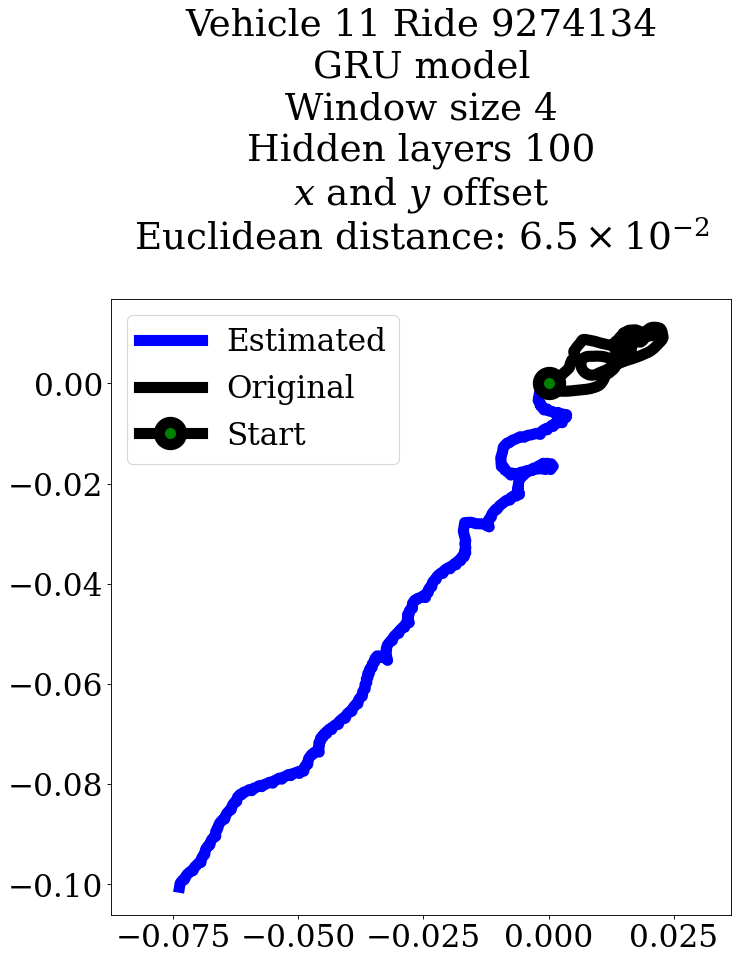 Vehicle 11 Ride 9274134
GRU model
Window size 4
Hidden layers 100
x and y offset
Euclidean distance: 6.5 × 10⁻²
Estimated
Original
Start
0.00
−0.02
−0.04
−0.06
−0.08
−0.10
−0.075 −0.050 −0.025 0.000 0.025